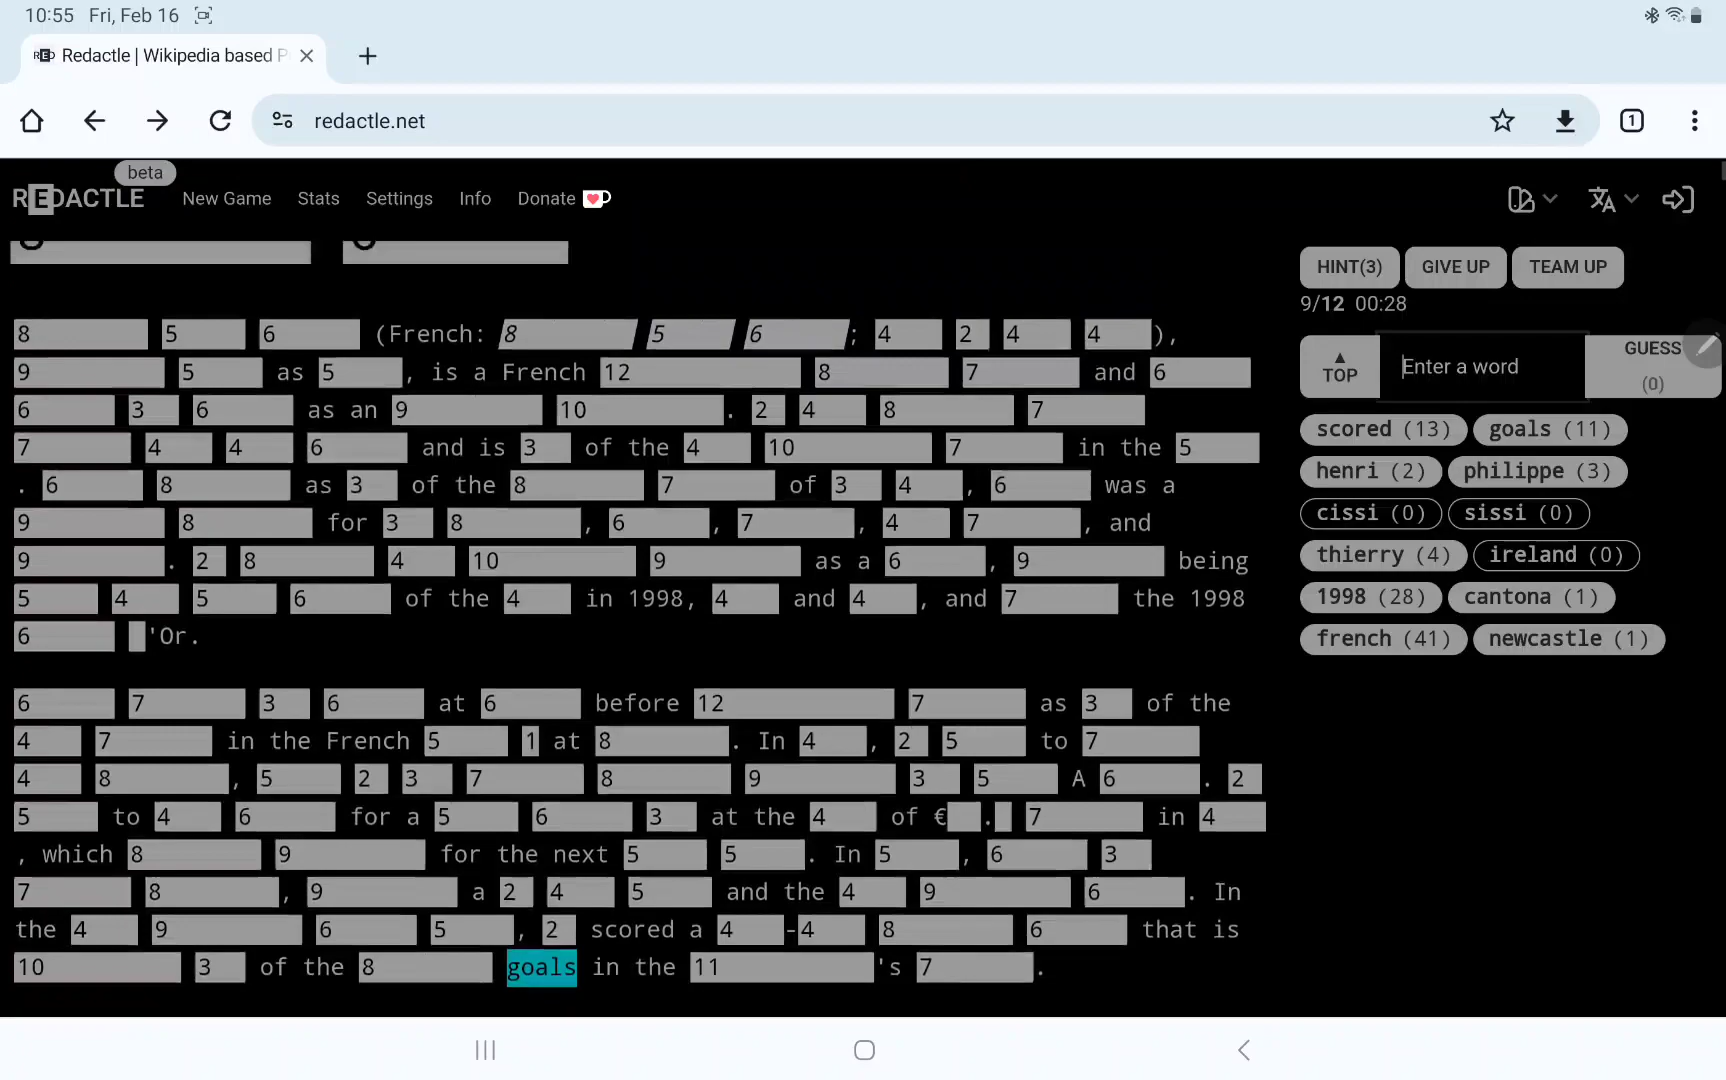 10:55 Fri, Feb 16
RED Redactle | Wikipedia based P
redactle.net 1
beta
REDACTLE New Game Stats Settings Info Donate
HINT(3) GIVE UP TEAM UP
9/12 00:28
TOP Enter a word GUESS (0)
scored (13) goals (11)
henri (2) philippe (3)
cissi (0) sissi (0)
thierry (4) ireland (0)
1998 (28) cantona (1)
french (41) newcastle (1)
8 5 6 (French: 8 5 6; 4 2 4 4),
9 5 as 5, is a French 12 8 7 and 6
6 3 6 as an 9 10. 2 4 8 7
7 4 4 6 and is 3 of the 4 10 7 in the 5
. 6 8 as 3 of the 8 7 of 3 4, 6 was a
9 8 for 3 8, 6, 7, 4 7, and
9. 2 8 4 10 9 as a 6, 9 being
5 4 5 6 of the 4 in 1998, 4 and 4, and 7 the 1998
6 'Or.
6 7 3 6 at 6 before 12 7 as 3 of the
4 7 in the French 5 1 at 8. In 4, 2 5 to 7
4 8, 5 2 3 7 8 9 3 5 A 6. 2
5 to 4 6 for a 5 6 3 at the 4 of € . 7 in 4
, which 8 9 for the next 5 5. In 5, 6 3
7 8, 9 a 2 4 5 and the 4 9 6. In
the 4 9 6 5, 2 scored a 4-4 8 6 that is
10 3 of the 8 goals in the 11's 7.